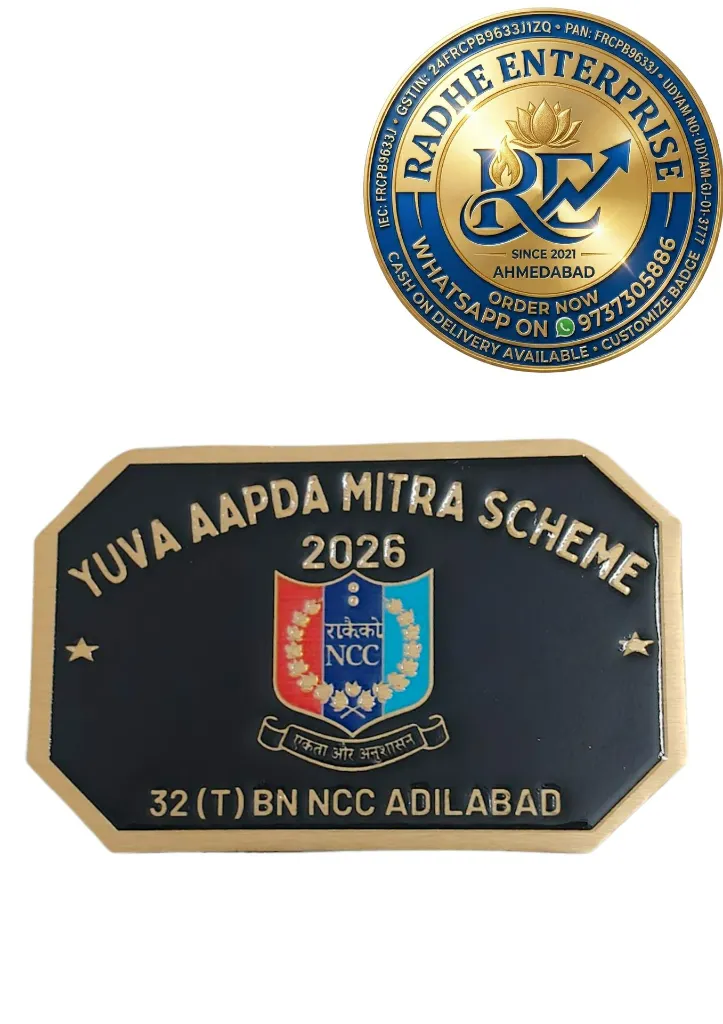 IEC: FRCPB9633J • GSTIN: 24FRCPB9633J1ZQ • PAN: FRCPB9633J • UDYAM NO: UDYAM-GJ-01-3777
RADHE ENTERPRISE
RE
SINCE 2021
AHMEDABAD
ORDER NOW
WHATSAPP ON 9737305886
CASH ON DELIVERY AVAILABLE • CUSTOMIZE BADGE
YUVA AAPDA MITRA SCHEME
2026
राकैको
NCC
एकता और अनुशासन
32 (T) BN NCC ADILABAD